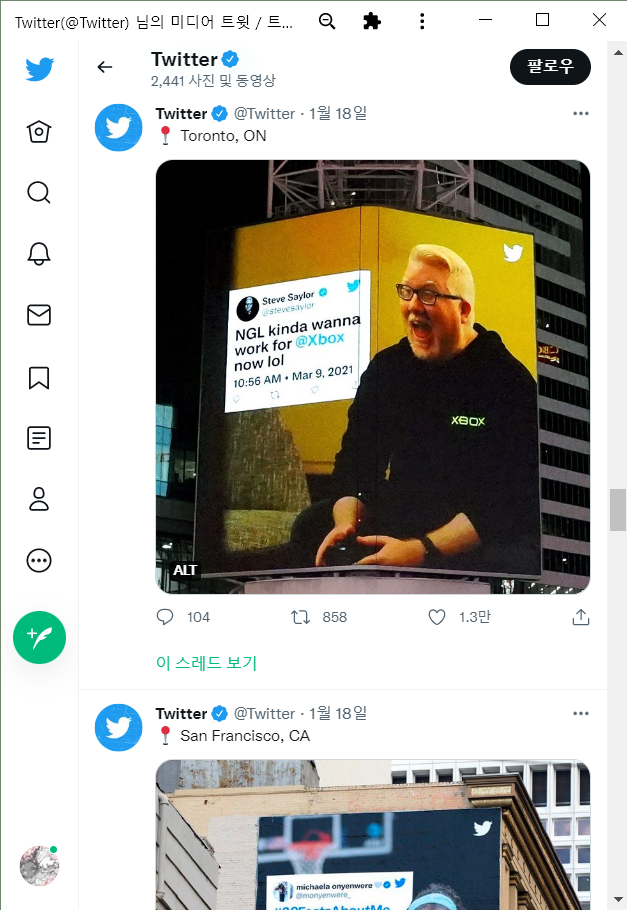 Twitter(@Twitter) 님의 미디어 트윗 / 트...
Twitter
2,441 사진 및 동영상
팔로우
Twitter @Twitter · 1월 18일
Toronto, ON
Steve Saylor
@stevesaylor
NGL kinda wanna
work for @Xbox
now lol
10:56 AM • Mar 9, 2021
XBOX
ALT
104
858
1.3만
이 스레드 보기
Twitter @Twitter · 1월 18일
San Francisco, CA
michaela onyenwere
@monyenwere_